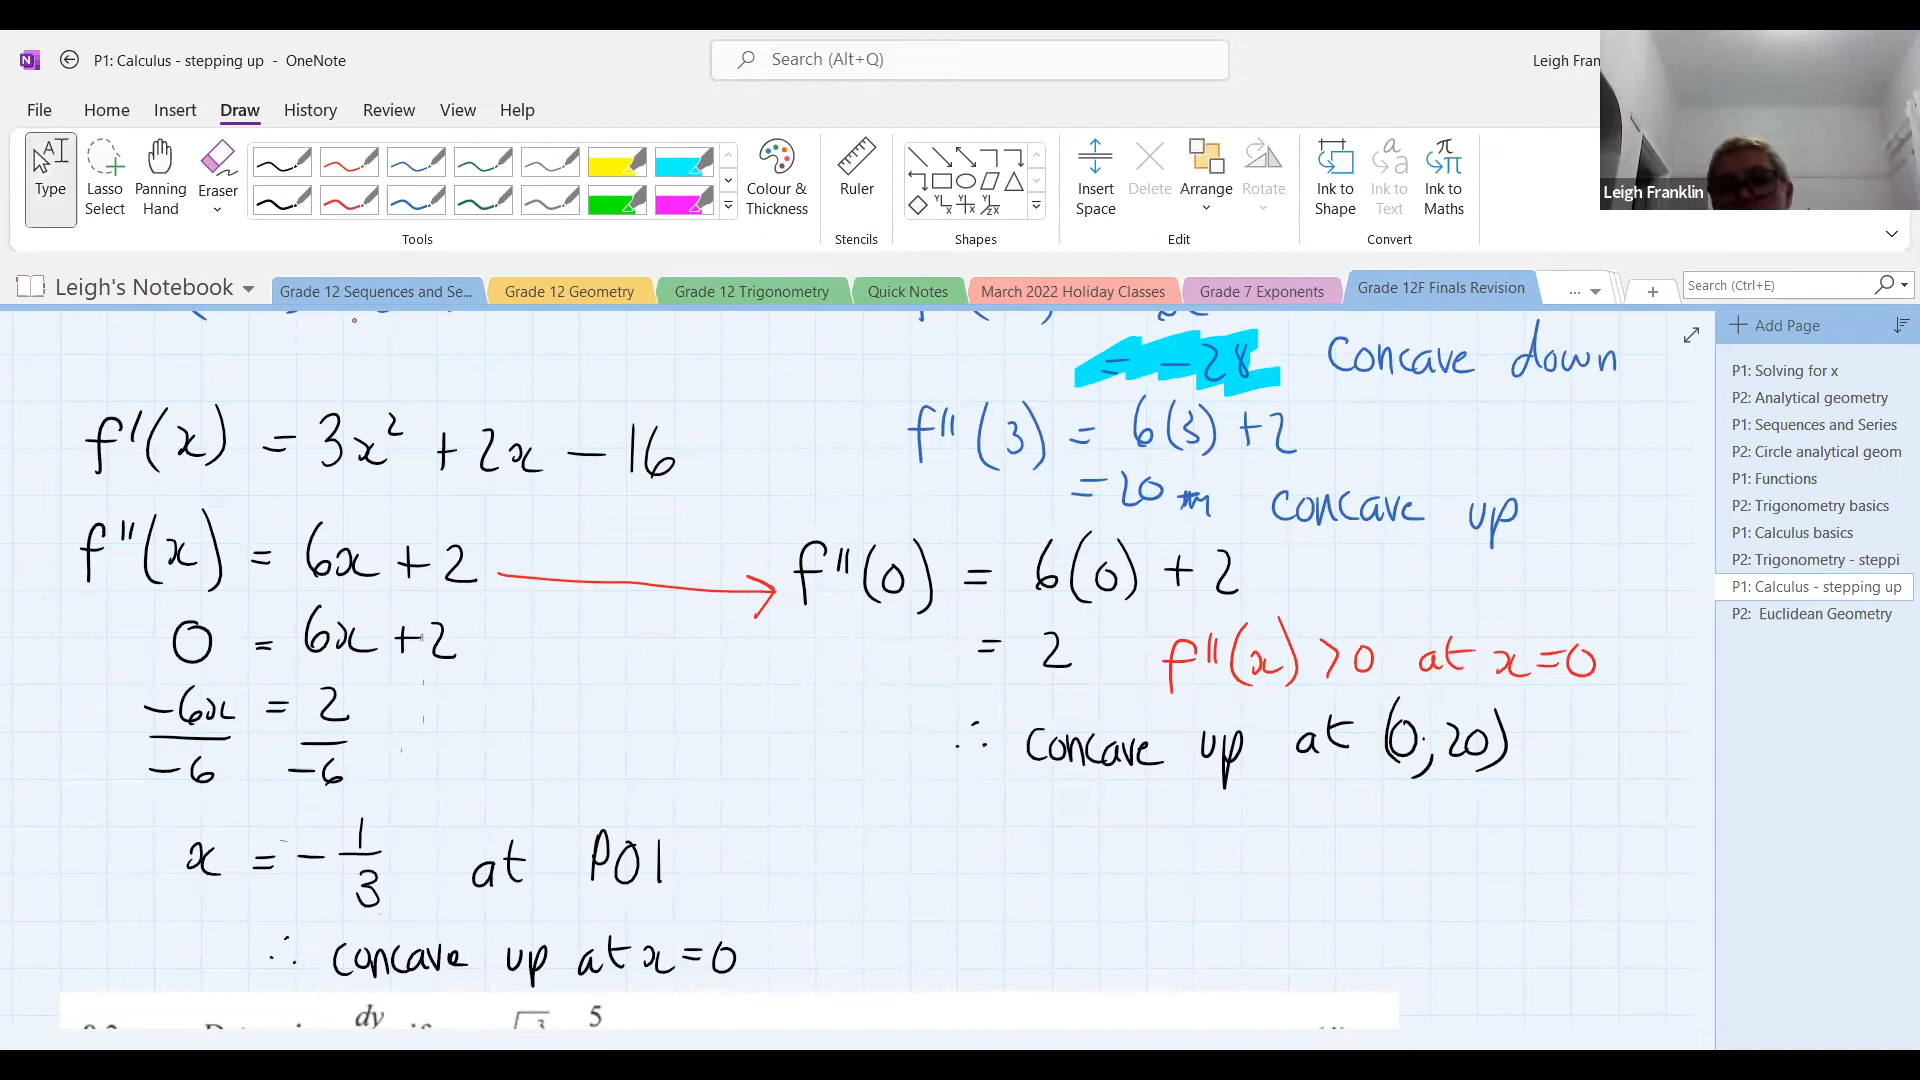 P1: Calculus - stepping up - OneNote
Search (Alt+Q)
Leigh Fran
File Home Insert Draw History Review View Help
Type
Lasso Select
Panning Hand
Eraser
Colour & Thickness
Ruler
Insert Space
Delete
Arrange
Rotate
Ink to Shape
Ink to Text
Ink to Maths
Leigh Franklin
Tools Stencils Shapes Edit Convert
Leigh's Notebook
Grade 12 Sequences and Se...
Grade 12 Geometry
Grade 12 Trigonometry
Quick Notes
March 2022 Holiday Classes
Grade 7 Exponents
Grade 12F Finals Revision
...
Search (Ctrl+E)
Add Page
P1: Solving for x
P2: Analytical geometry
P1: Sequences and Series
P2: Circle analytical geom
P1: Functions
P2: Trigonometry basics
P1: Calculus basics
P2: Trigonometry - steppi
P1: Calculus - stepping up
P2: Euclidean Geometry
= -28 concave down
f'(x) = 3x² + 2x - 16
f''(3) = 6(3) + 2
= 20 concave up
f''(x) = 6x + 2
f''(0) = 6(0) + 2
0 = 6x + 2
= 2 f''(x) > 0 at x = 0
-6x = 2
-6 -6
∴ concave up at (0;20)
x = - 1/3 at POI
∴ concave up at x = 0
dy
5